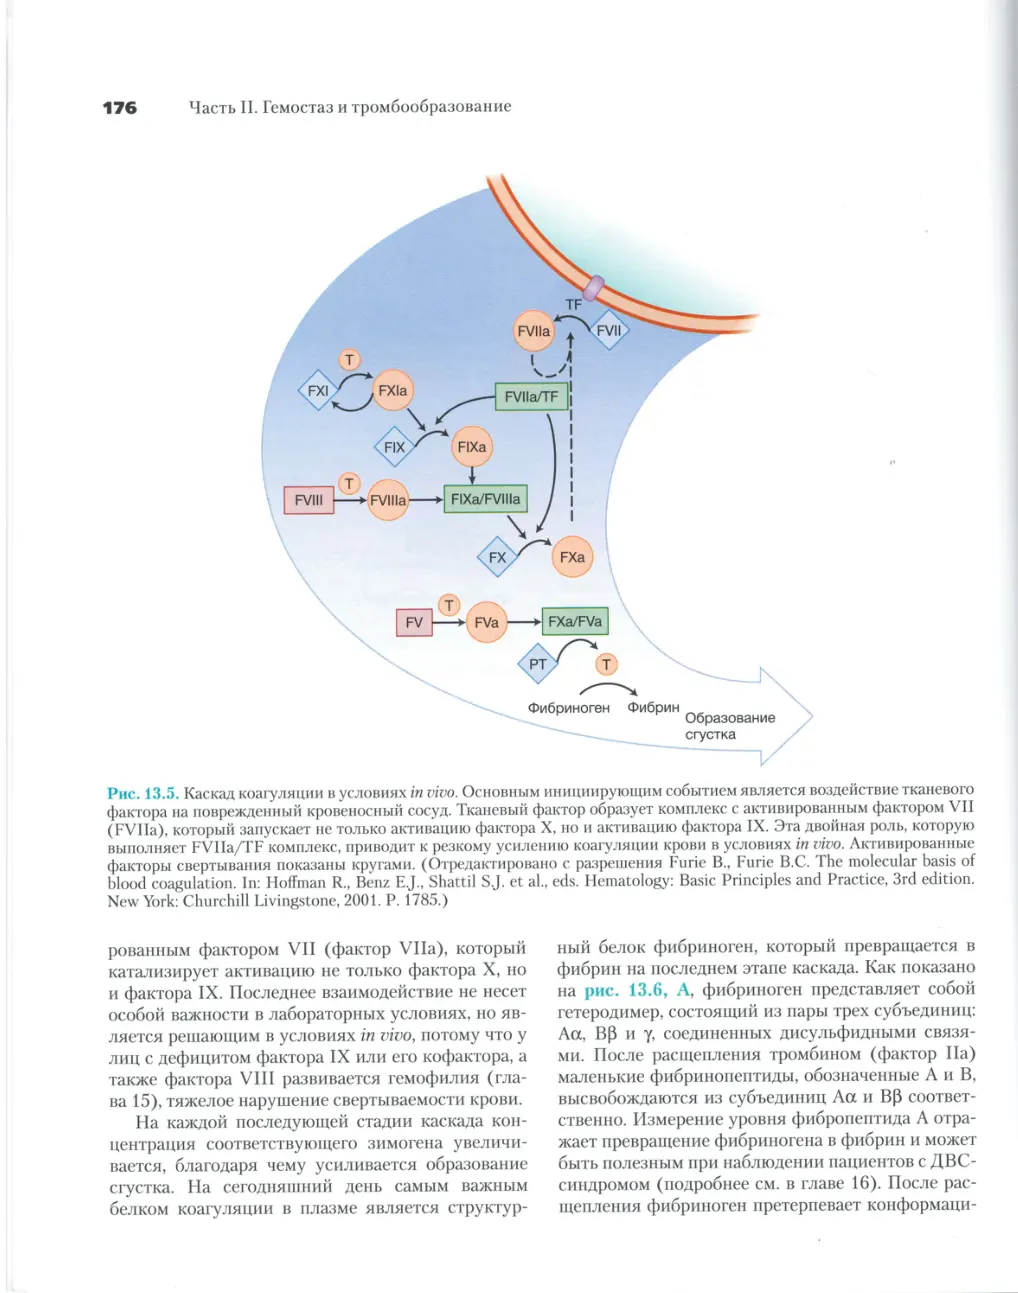 176 Часть II. Гемостаз и тромбообразование
TF
FVIIa
FVII
T
FXI
FXIa
FVIIa/TF
FIX
FIXa
T
FVIII
FVIIIa
FIXa/FVIIIa
FX
FXa
T
FV
FVa
FXa/FVa
PT
T
Фибриноген Фибрин
Образование
сгустка
Рис. 13.5. Каскад коагуляции в условиях in vivo. Основным инициирующим событием является воздействие тканевого
фактора на поврежденный кровеносный сосуд. Тканевый фактор образует комплекс с активированным фактором VII
(FVIIa), который запускает не только активацию фактора X, но и активацию фактора IX. Эта двойная роль, которую
выполняет FVIIa/TF комплекс, приводит к резкому усилению коагуляции крови в условиях in vivo. Активированные
факторы свертывания показаны кругами. (Отредактировано с разрешения Furie B., Furie B.C. The molecular basis of
blood coagulation. In: Hoffman R., Benz E.J., Shattil S.J. et al., eds. Hematology: Basic Principles and Practice, 3rd edition.
New York: Churchill Livingstone, 2001. P. 1785.)
рованным фактором VII (фактор VIIa), который
катализирует активацию не только фактора X, но
и фактора IX. Последнее взаимодействие не несет
особой важности в лабораторных условиях, но яв-
ляется решающим в условиях in vivo, потому что у
лиц с дефицитом фактора IX или его кофактора, а
также фактора VIII развивается гемофилия (гла-
ва 15), тяжелое нарушение свертываемости крови.
На каждой последующей стадии каскада кон-
центрация соответствующего зимогена увеличи-
вается, благодаря чему усиливается образование
сгустка. На сегодняшний день самым важным
белком коагуляции в плазме является структур-
ный белок фибриноген, который превращается в
фибрин на последнем этапе каскада. Как показано
на рис. 13.6, А, фибриноген представляет собой
гетеродимер, состоящий из пары трех субъединиц:
Aα, Bβ и γ, соединенных дисульфидными связя-
ми. После расщепления тромбином (фактор IIa)
маленькие фибринопептиды, обозначенные А и В,
высвобождаются из субъединиц Aα и Bβ соответ-
ственно. Измерение уровня фибропептида А отра-
жает превращение фибриногена в фибрин и может
быть полезным при наблюдении пациентов с ДВС-
синдромом (подробнее см. в главе 16). После рас-
щепления фибриноген претерпевает конформаци-